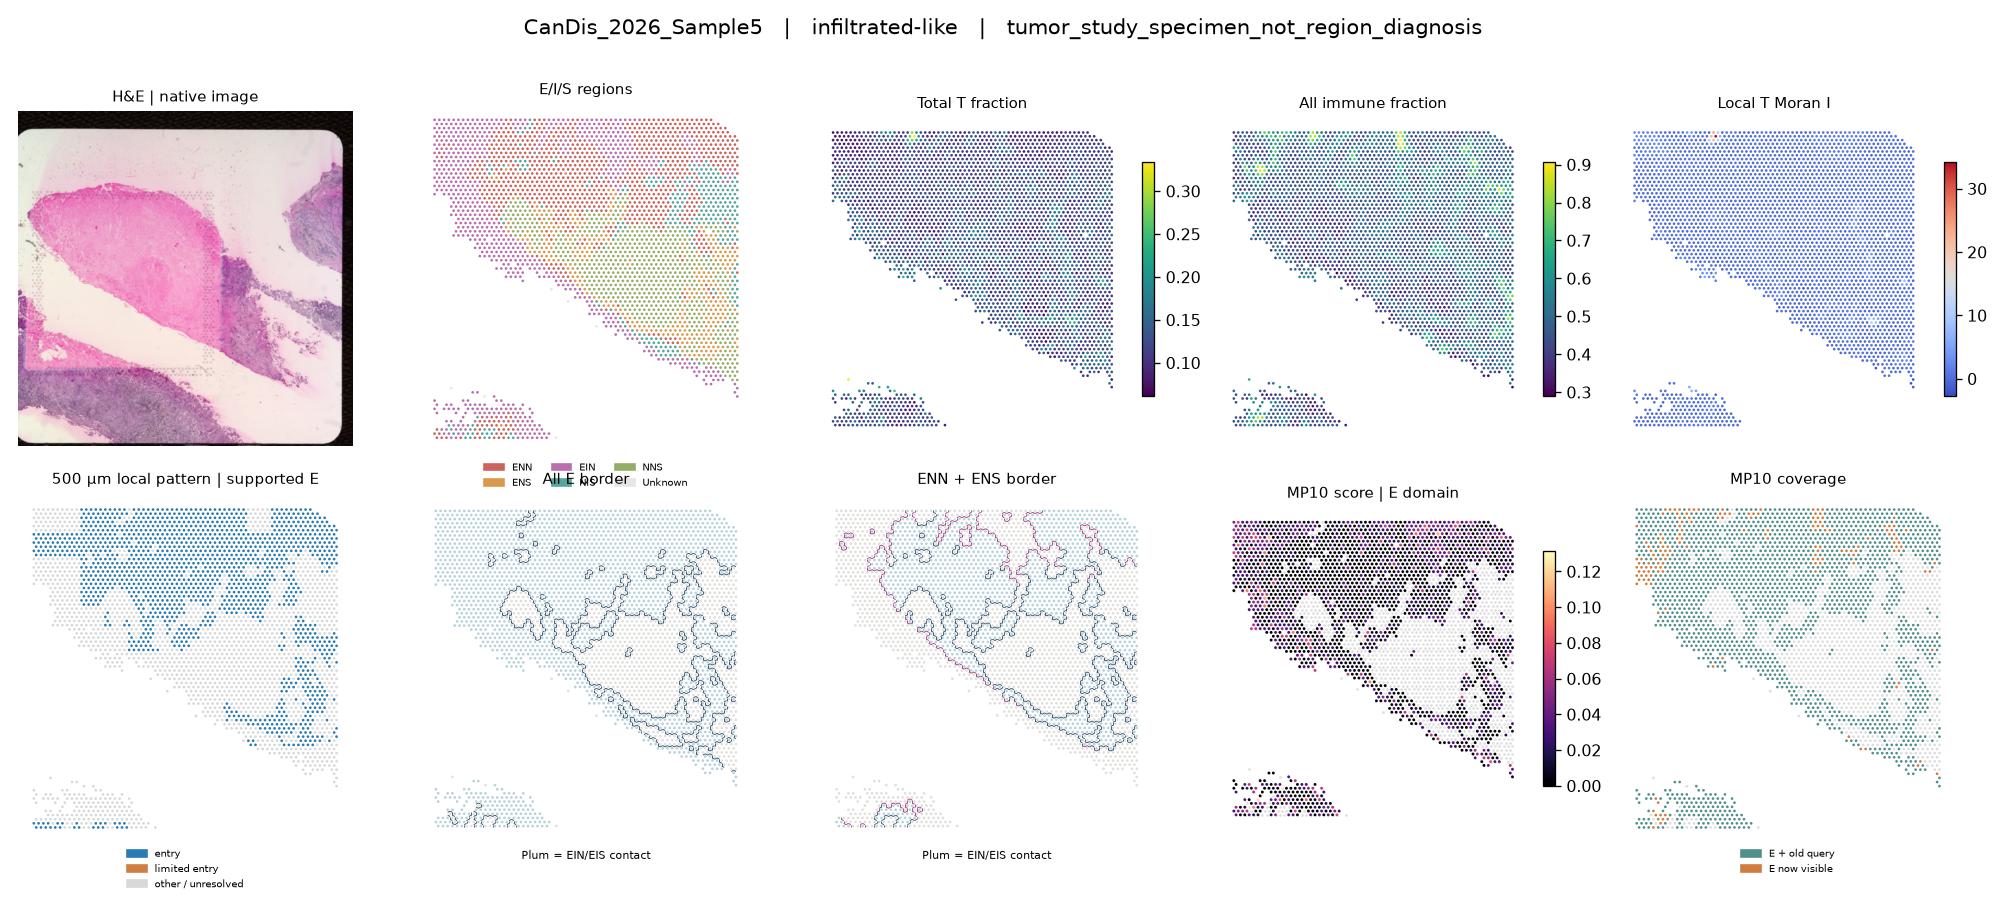 CanDis_2026_Sample5 | infiltrated-like | tumor_study_specimen_not_region_diagnosis
H&E | native image
E/I/S regions
Total T fraction
All immune fraction
Local T Moran I
0.30
0.25
0.20
0.15
0.10
0.9
0.8
0.7
0.6
0.5
0.4
0.3
30
20
10
0
ENN
EIN
NNS
ENS
NIS
Unknown
500 µm local pattern | supported E
All E border
ENN + ENS border
MP10 score | E domain
MP10 coverage
0.12
0.10
0.08
0.06
0.04
0.02
0.00
entry
limited entry
other / unresolved
Plum = EIN/EIS contact
Plum = EIN/EIS contact
E + old query
E now visible